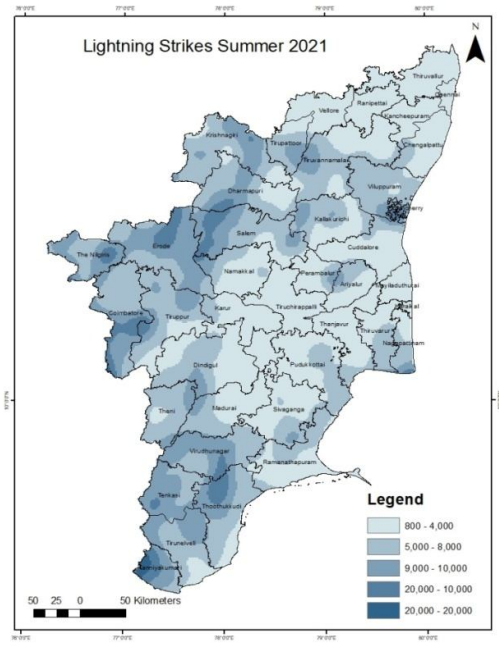 Lightning Strikes Summer 2021
N
Thiruvallur
Chennai
Ranipettai
Vellore
Kancheepuram
Chengalpattu
Krishnagiri
Tirupattur
Tiruvannamalai
Dharmapuri
Viluppuram
Kallakurichi
Salem
Erode
Cuddalore
The Nilgiris
Namakkal
Perambalur
Ariyalur
Mayiladuthurai
Coimbatore
Tiruppur
Karur
Tiruchirappalli
Thanjavur
Thiruvarur
Nagapattinam
Dindigul
Pudukkottai
Theni
Madurai
Sivaganga
Virudhunagar
Ramanathapuram
Tenkasi
Thoothukkudi
Tirunelveli
Kanniyakumari
Legend
800 - 4,000
5,000 - 8,000
9,000 - 10,000
20,000 - 10,000
20,000 - 20,000
50 25 0 50 Kilometers